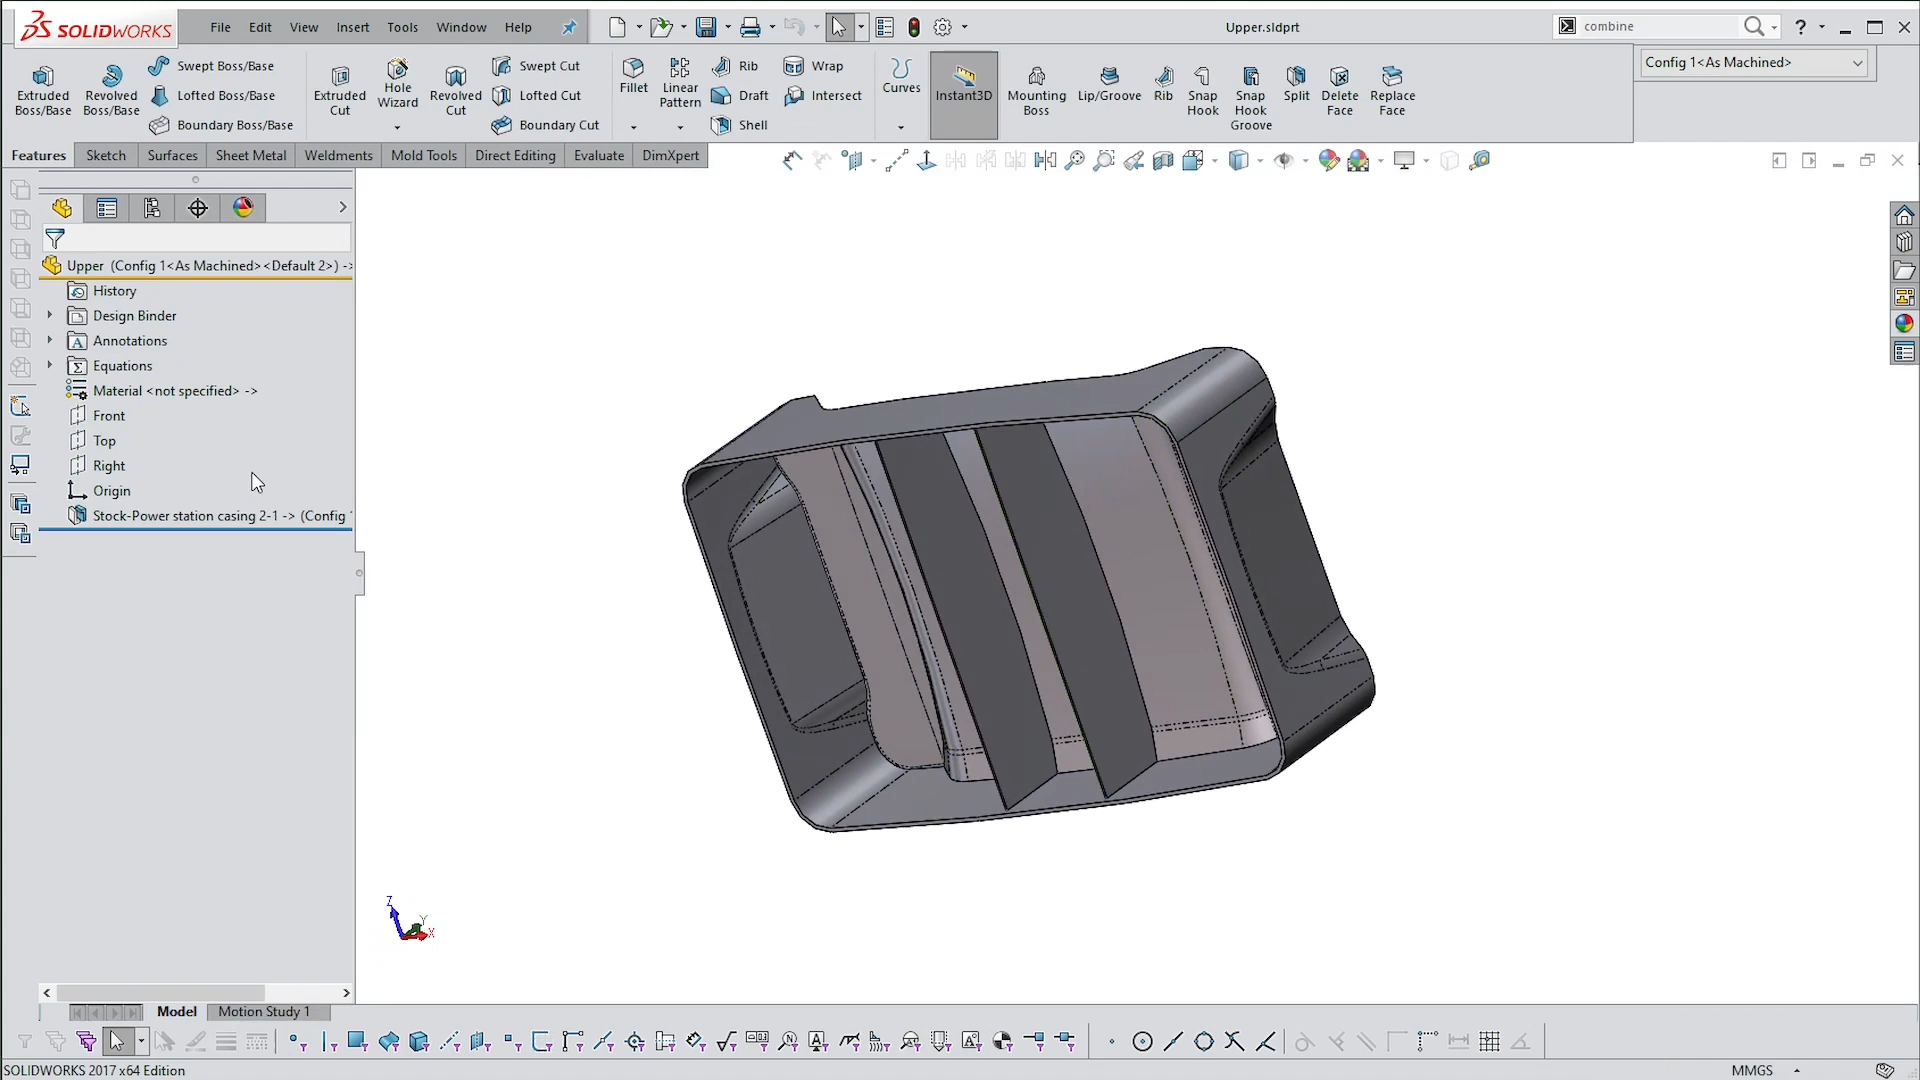 SOLIDWORKS File Edit View Insert Tools Window Help Upper.sldprt combine ?
Config 1<As Machined>
Extruded Boss/Base
Revolved Boss/Base
Swept Boss/Base
Lofted Boss/Base
Boundary Boss/Base
Extruded Cut
Hole Wizard
Revolved Cut
Swept Cut
Lofted Cut
Boundary Cut
Fillet
Linear Pattern
Rib
Draft
Shell
Wrap
Intersect
Curves
Instant3D
Mounting Boss
Lip/Groove
Rib
Snap Hook
Snap Hook Groove
Split
Delete Face
Replace Face
Features Sketch Surfaces Sheet Metal Weldments Mold Tools Direct Editing Evaluate DimXpert
Upper (Config 1<As Machined><Default 2>) ->
History
Design Binder
Annotations
Equations
Material <not specified> ->
Front
Top
Right
Origin
Stock-Power station casing 2-1 -> (Config
Z
Y
X
Model Motion Study 1
SOLIDWORKS 2017 x64 Edition MMGS